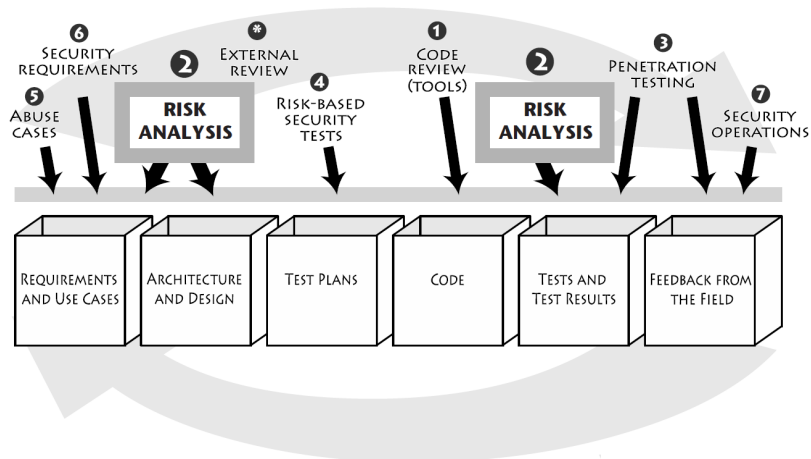 6
SECURITY
REQUIREMENTS
5
ABUSE
CASES
2
RISK
ANALYSIS
*
EXTERNAL
REVIEW
4
RISK-BASED
SECURITY
TESTS
1
CODE
REVIEW
(TOOLS)
2
RISK
ANALYSIS
3
PENETRATION
TESTING
7
SECURITY
OPERATIONS
REQUIREMENTS
AND USE CASES
ARCHITECTURE
AND DESIGN
TEST PLANS
CODE
TESTS AND
TEST RESULTS
FEEDBACK FROM
THE FIELD